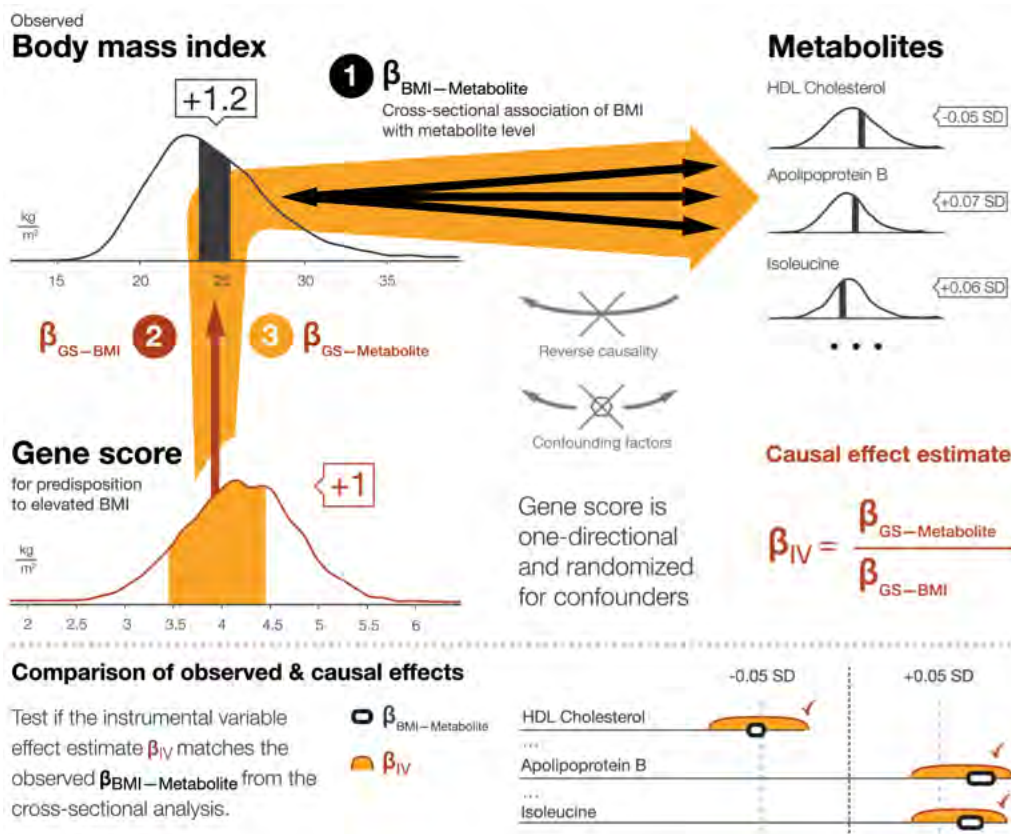 Observed
Body mass index
+1.2
kg
m²
15
20
25
30
35
1
βBMI–Metabolite
Cross-sectional association of BMI
with metabolite level
Metabolites
HDL Cholesterol
-0.05 SD
Apolipoprotein B
+0.07 SD
Isoleucine
+0.06 SD
• • •
βGS–BMI
2
3
βGS–Metabolite
Reverse causality
Confounding factors
Gene score
for predisposition
to elevated BMI
+1
kg
m²
2
2.5
3
3.5
4
4.5
5
5.5
6
Gene score is
one-directional
and randomized
for confounders
Causal effect estimate
βIV = βGS–Metabolite
βGS–BMI
Comparison of observed & causal effects
Test if the instrumental variable
effect estimate βIV matches the
observed βBMI–Metabolite from the
cross-sectional analysis.
βBMI–Metabolite
βIV
-0.05 SD
+0.05 SD
HDL Cholesterol
...
Apolipoprotein B
...
Isoleucine